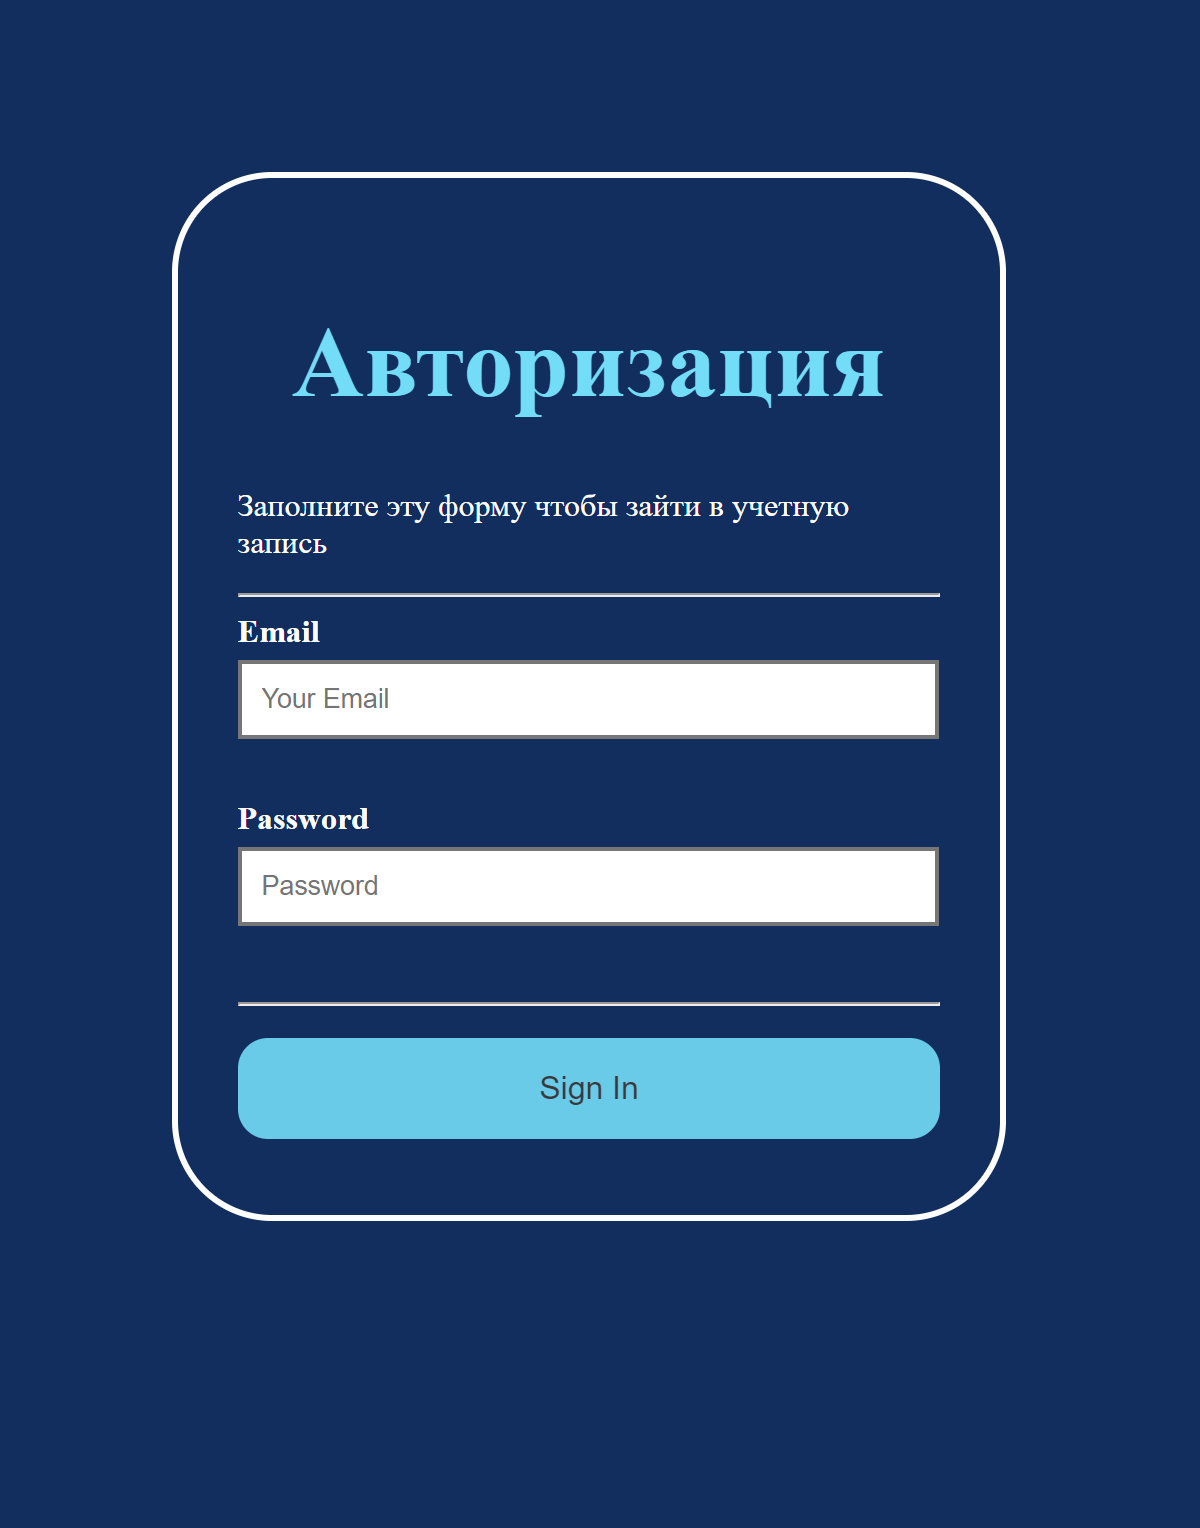 Авторизация
Заполните эту форму чтобы зайти в учетную
запись
Email
Your Email
Password
Password
Sign In